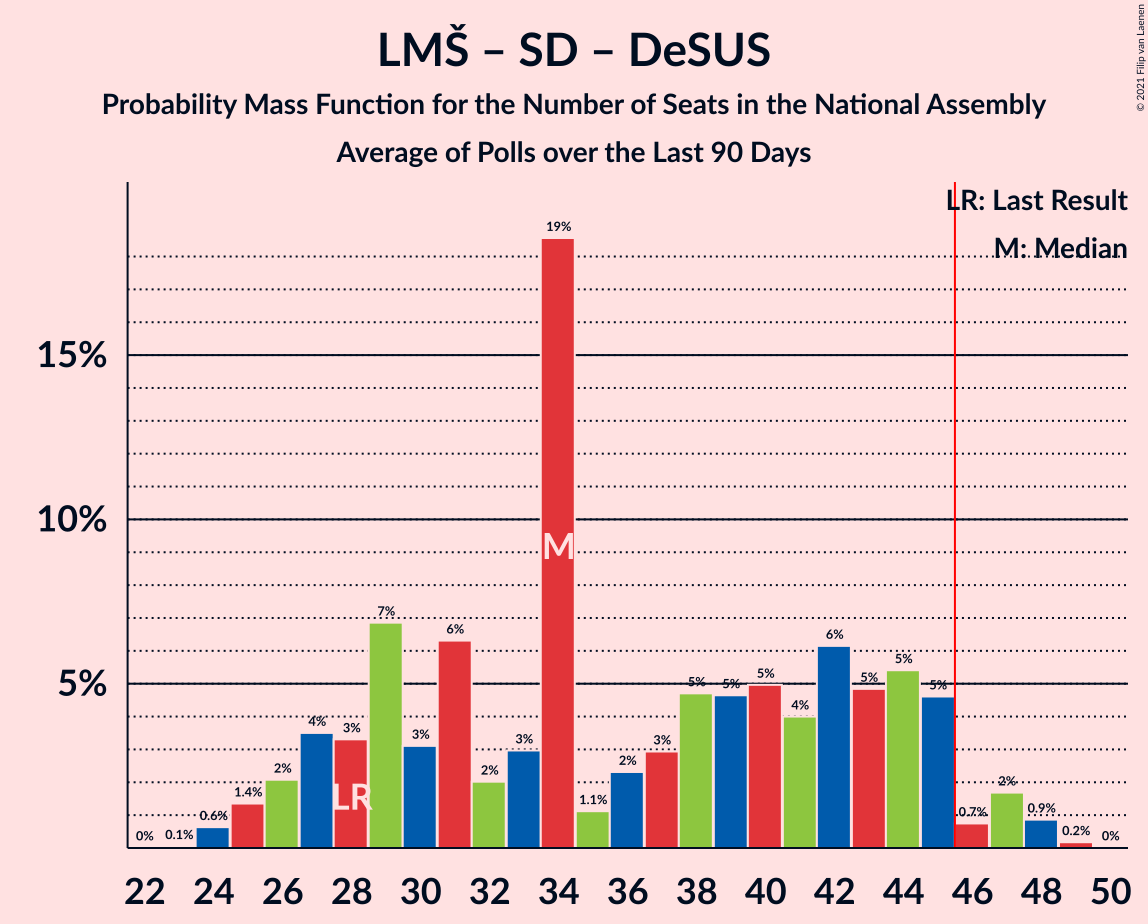 LMŠ – SD – DeSUS
Probability Mass Function for the Number of Seats in the National Assembly
Average of Polls over the Last 90 Days
© 2021 Filip van Laenen
LR: Last Result
M: Median
15%
10%
5%
0% 0.1% 0.6% 1.4% 2% 4% 3% 7% 3% 6% 2% 3% 19% 1.1% 2% 3% 5% 5% 5% 4% 6% 5% 5% 5% 0.7% 2% 0.9% 0.2% 0%
LR
M
22 24 26 28 30 32 34 36 38 40 42 44 46 48 50